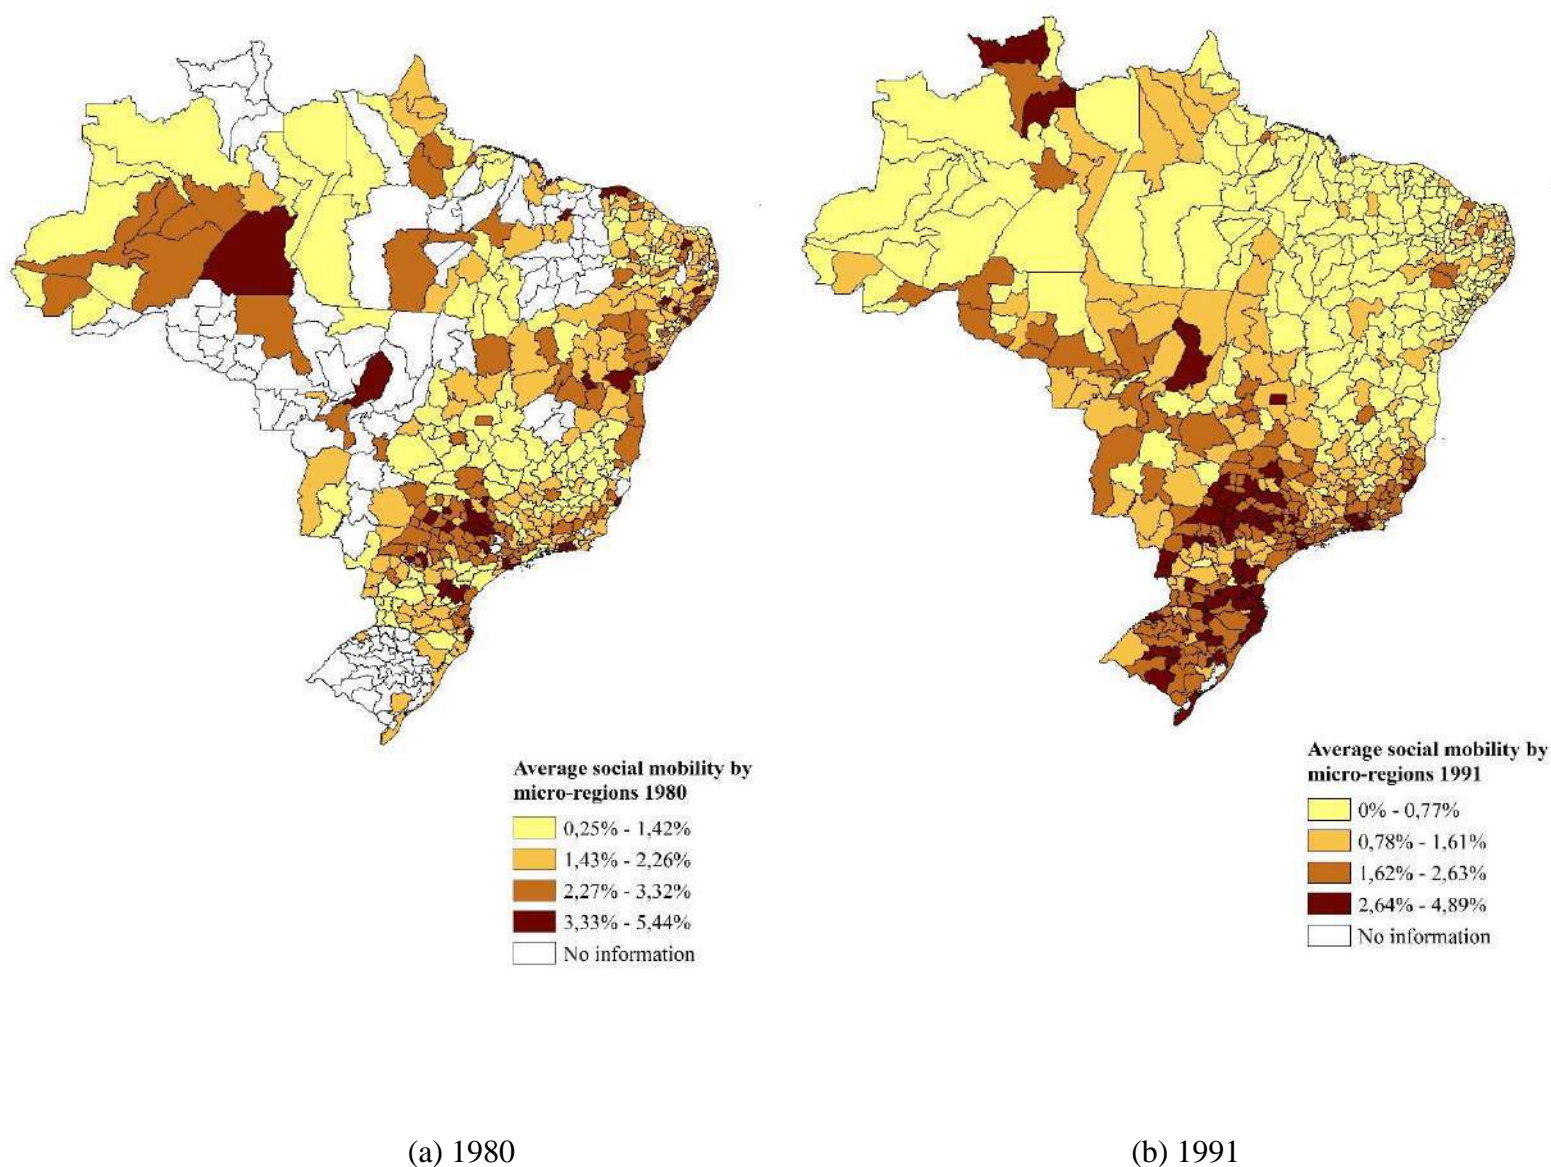 Average social mobility by
micro-regions 1980
0,25% - 1,42%
1,43% - 2,26%
2,27% - 3,32%
3,33% - 5,44%
No information
Average social mobility by
micro-regions 1991
0% - 0,77%
0,78% - 1,61%
1,62% - 2,63%
2,64% - 4,89%
No information
(a) 1980
(b) 1991